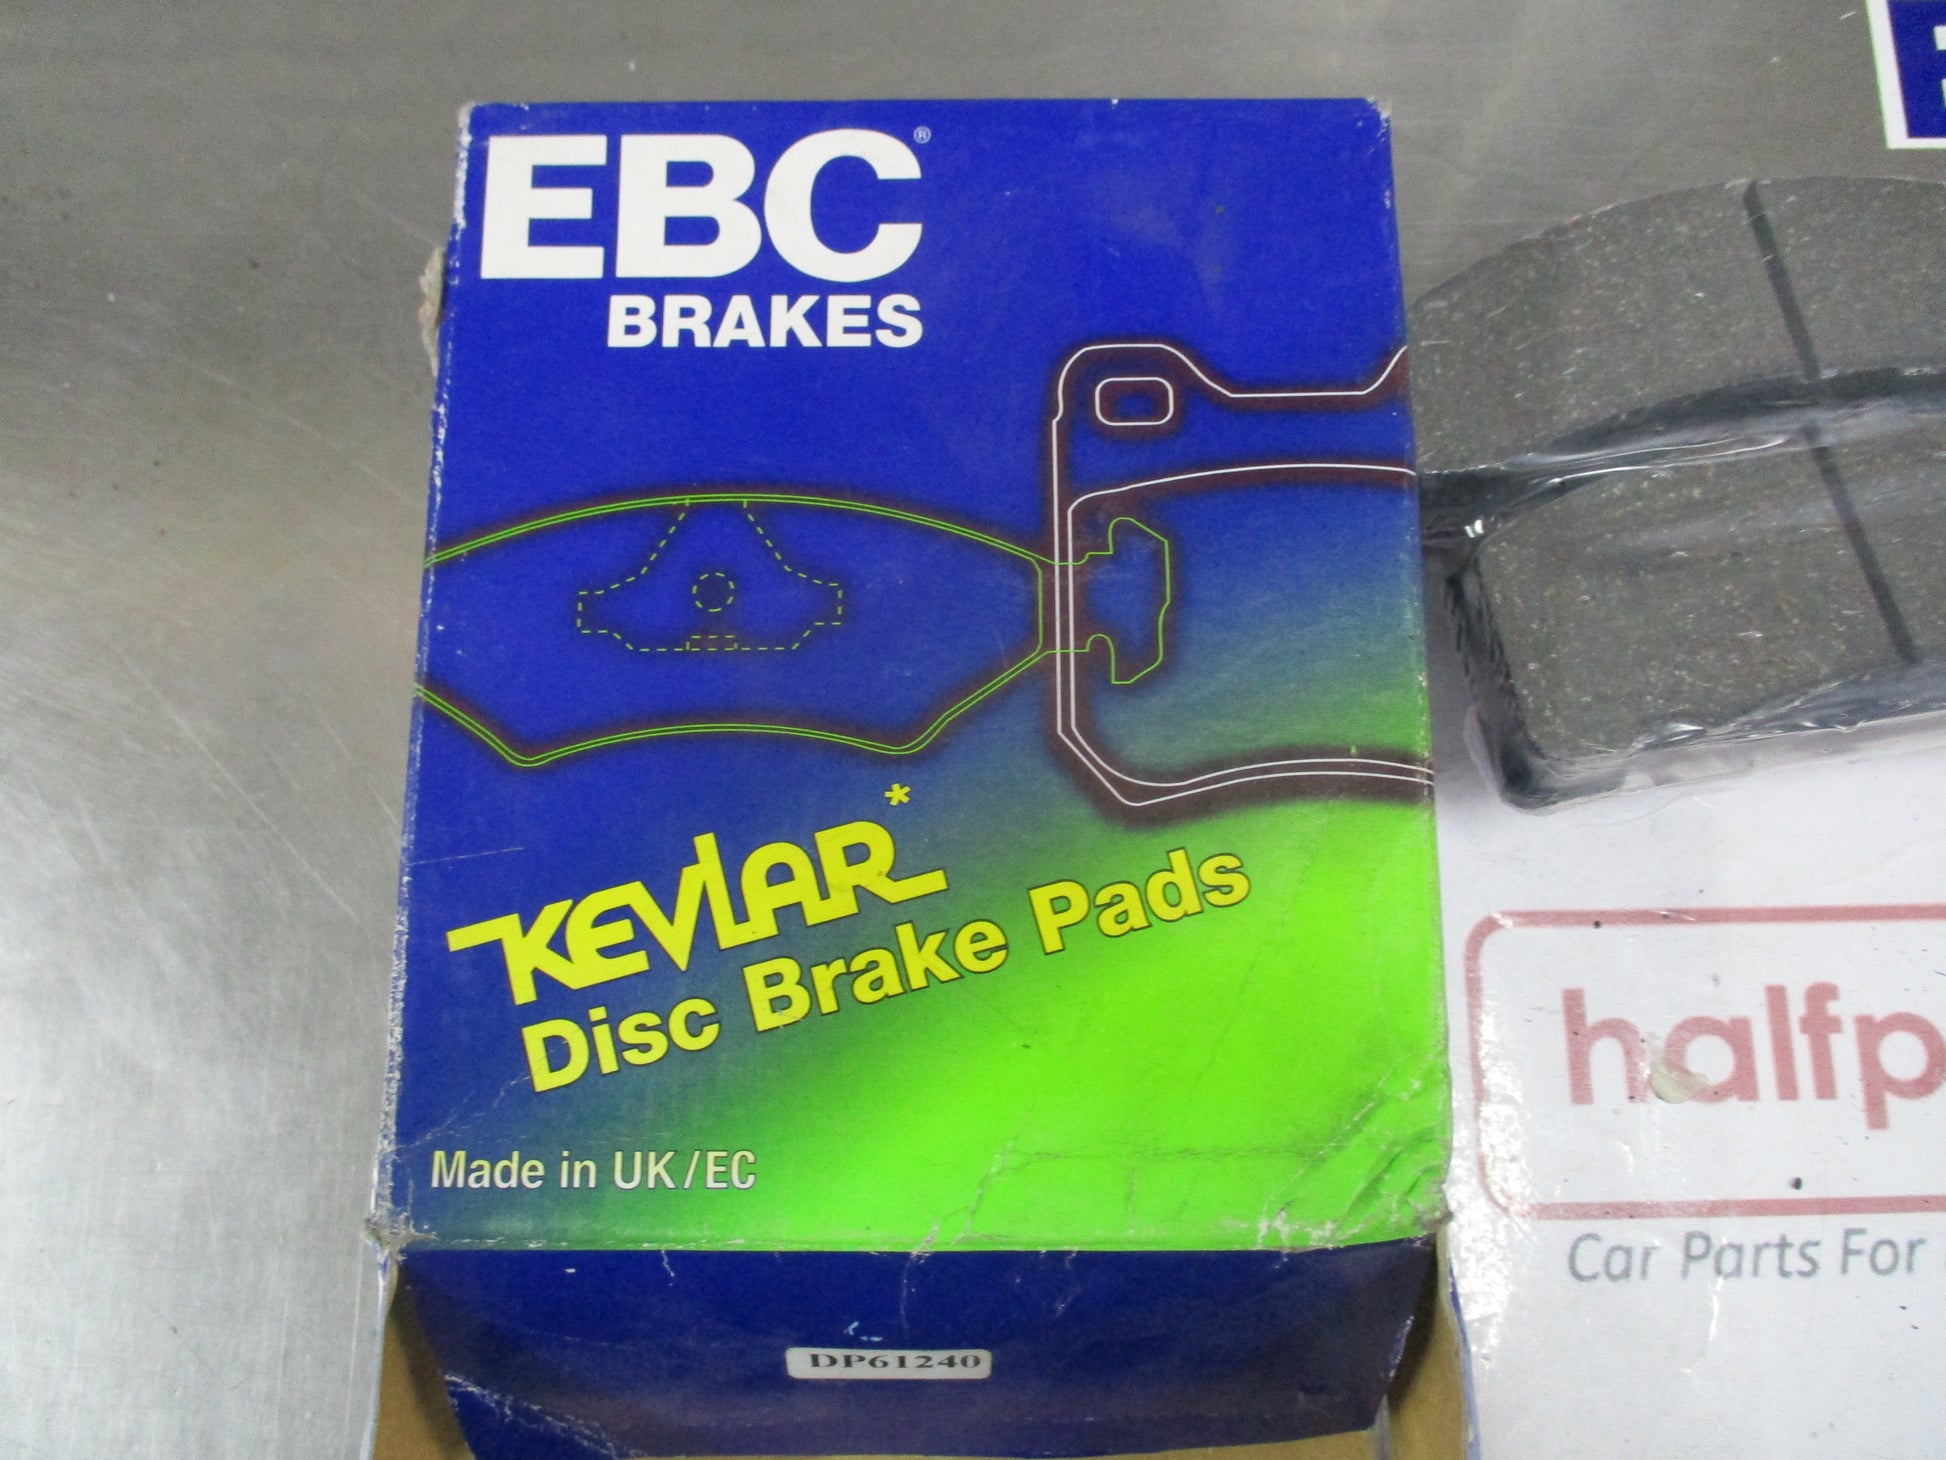 EBC®
BRAKES
KEVLAR*
Disc Brake Pads
Made in UK/EC
DP61240
halfp
Car Parts For